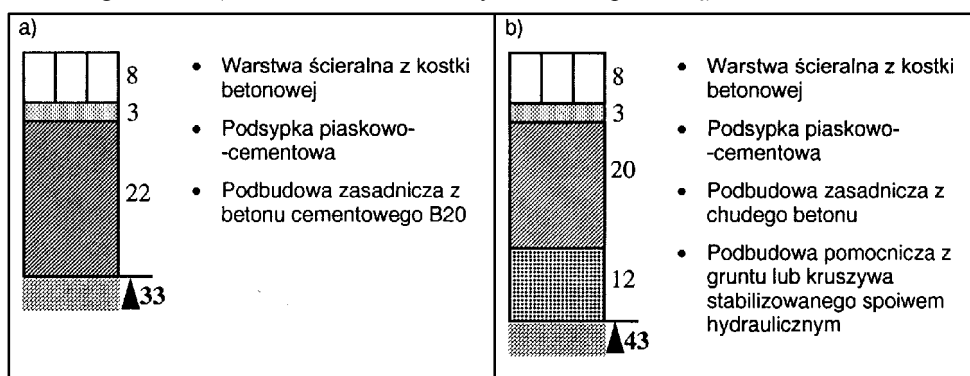 a)
8
3
22
33
• Warstwa ścieralna z kostki
betonowej
• Podsypka piaskowo-
-cementowa
• Podbudowa zasadnicza z
betonu cementowego B20
b)
8
3
20
12
43
• Warstwa ścieralna z kostki
betonowej
• Podsypka piaskowo-
-cementowa
• Podbudowa zasadnicza z
chudego betonu
• Podbudowa pomocnicza z
gruntu lub kruszywa
stabilizowanego spoiwem
hydraulicznym